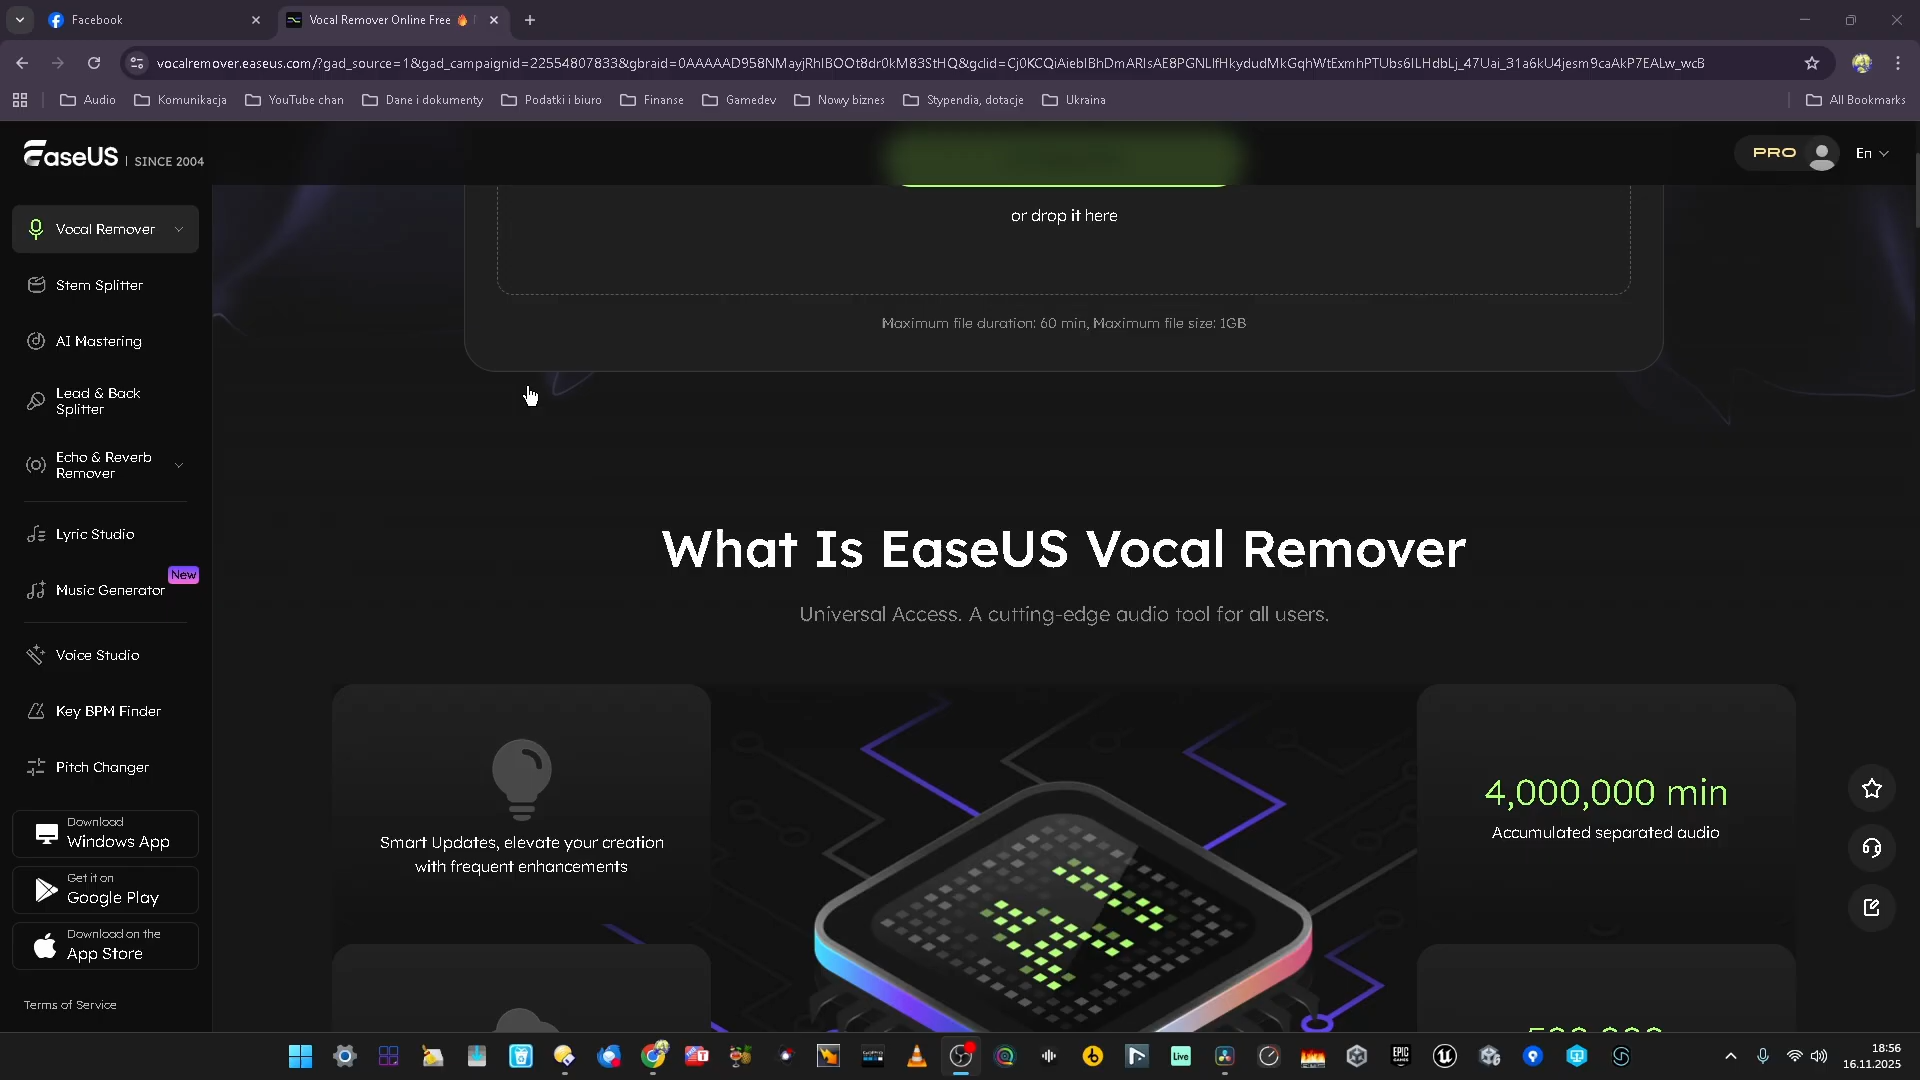 Facebook
Vocal Remover Online Free
vocalremover.easeus.com/?gad_source=1&gad_campaignid=22554807833&gbraid=0AAAAAD958NMayjRhIBOOt8dr0kM83StHQ&gclid=Cj0KCQiAiebIBhDmARIsAE8PGNLIfHkydudMkGqhWtExmhPTUbs6ILHdbLj_47Uai_31a6kU4jesm9caAkP7EALw_wcB
Audio
Komunikacja
YouTube chan
Dane i dokumenty
Podatki i biuro
Finanse
Gamedev
Nowy biznes
Stypendia, dotacje
Ukraina
All Bookmarks
EaseUS | SINCE 2004
PRO
En
Vocal Remover
Stem Splitter
AI Mastering
Lead & Back
Splitter
Echo & Reverb
Remover
Lyric Studio
New
Music Generator
Voice Studio
Key BPM Finder
Pitch Changer
Download
Windows App
Get it on
Google Play
Download on the
App Store
Terms of Service
or drop it here
Maximum file duration: 60 min, Maximum file size: 1GB
What Is EaseUS Vocal Remover
Universal Access. A cutting-edge audio tool for all users.
Smart Updates, elevate your creation
with frequent enhancements
4,000,000 min
Accumulated separated audio
GoPro
Live
EPIC
GAMES
18:56
16.11.2025